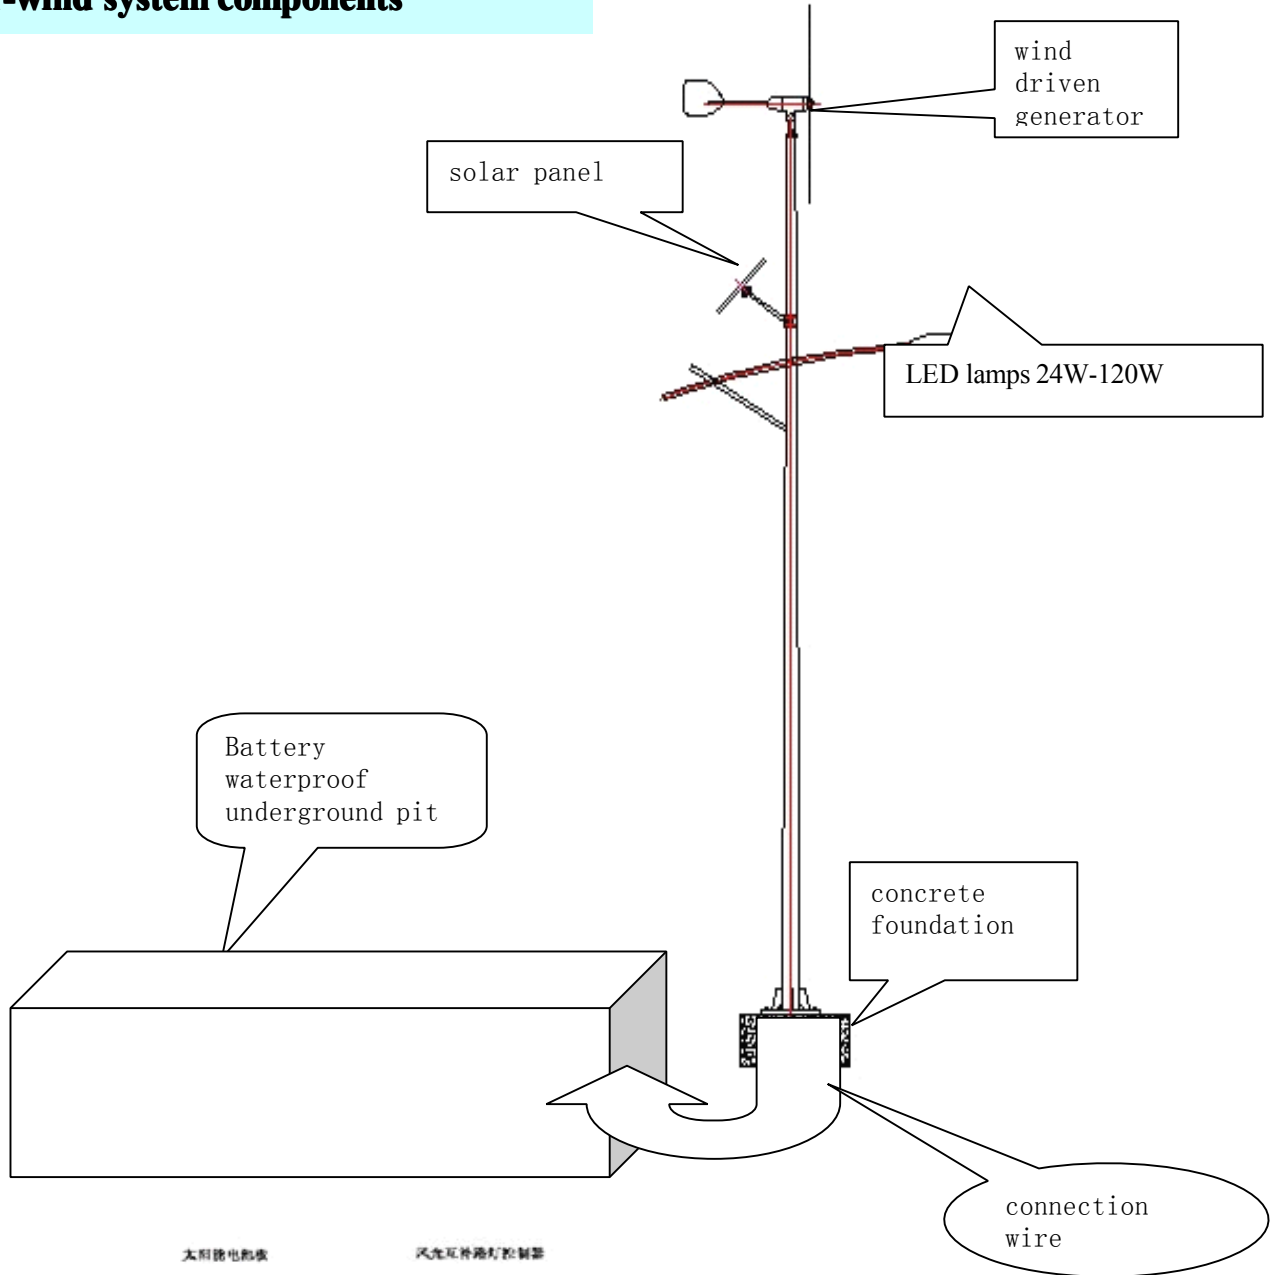 -wind system components
wind
driven
generator
solar panel
LED lamps 24W-120W
Battery
waterproof
underground pit
concrete
foundation
connection
wire
太阳能电池板
风光互补路灯控制器